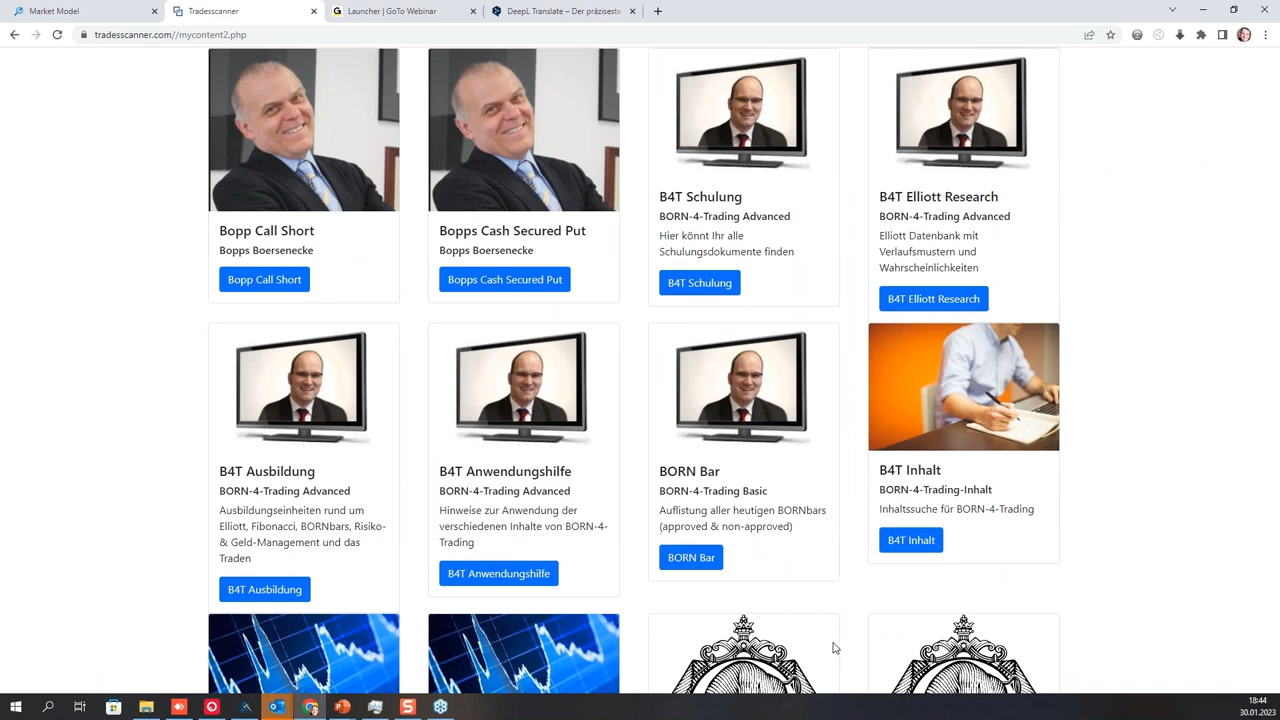 Market Model
Tradesscanner
Launcher | GoTo Webinar
DeepL Translate – Der präziseste
tradesscanner.com//mycontent2.php
Bopp Call Short
Bopps Boersenecke
Bopp Call Short
Bopps Cash Secured Put
Bopps Boersenecke
Bopps Cash Secured Put
B4T Schulung
BORN-4-Trading Advanced
Hier könnt Ihr alle
Schulungsdokumente finden
B4T Schulung
B4T Elliott Research
BORN-4-Trading Advanced
Elliott Datenbank mit
Verlaufsmustern und
Wahrscheinlichkeiten
B4T Elliott Research
B4T Ausbildung
BORN-4-Trading Advanced
Ausbildungseinheiten rund um
Elliott, Fibonacci, BORNbars, Risiko-
& Geld-Management und das
Traden
B4T Ausbildung
B4T Anwendungshilfe
BORN-4-Trading Advanced
Hinweise zur Anwendung der
verschiedenen Inhalte von BORN-4-
Trading
B4T Anwendungshilfe
BORN Bar
BORN-4-Trading Basic
Auflistung aller heutigen BORNbars
(approved & non-approved)
BORN Bar
B4T Inhalt
BORN-4-Trading-Inhalt
Inhaltssuche für BORN-4-Trading
B4T Inhalt
18:44
30.01.2023